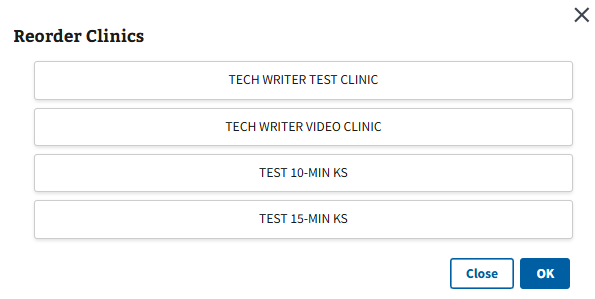 Reorder Clinics
TECH WRITER TEST CLINIC
TECH WRITER VIDEO CLINIC
TEST 10-MIN KS
TEST 15-MIN KS
Close OK